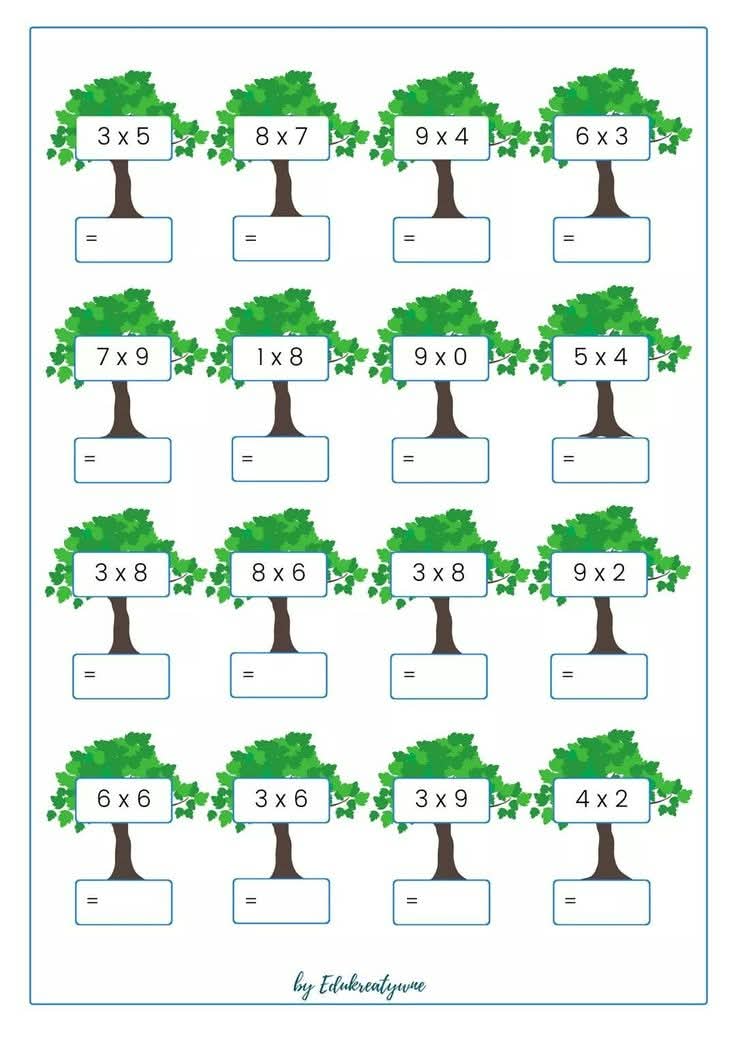 3 x 5 8 x 7 9 x 4 6 x 3
= = = =
7 x 9 1 x 8 9 x 0 5 x 4
= = = =
3 x 8 8 x 6 3 x 8 9 x 2
= = = =
6 x 6 3 x 6 3 x 9 4 x 2
= = = =
by Edukreatywne